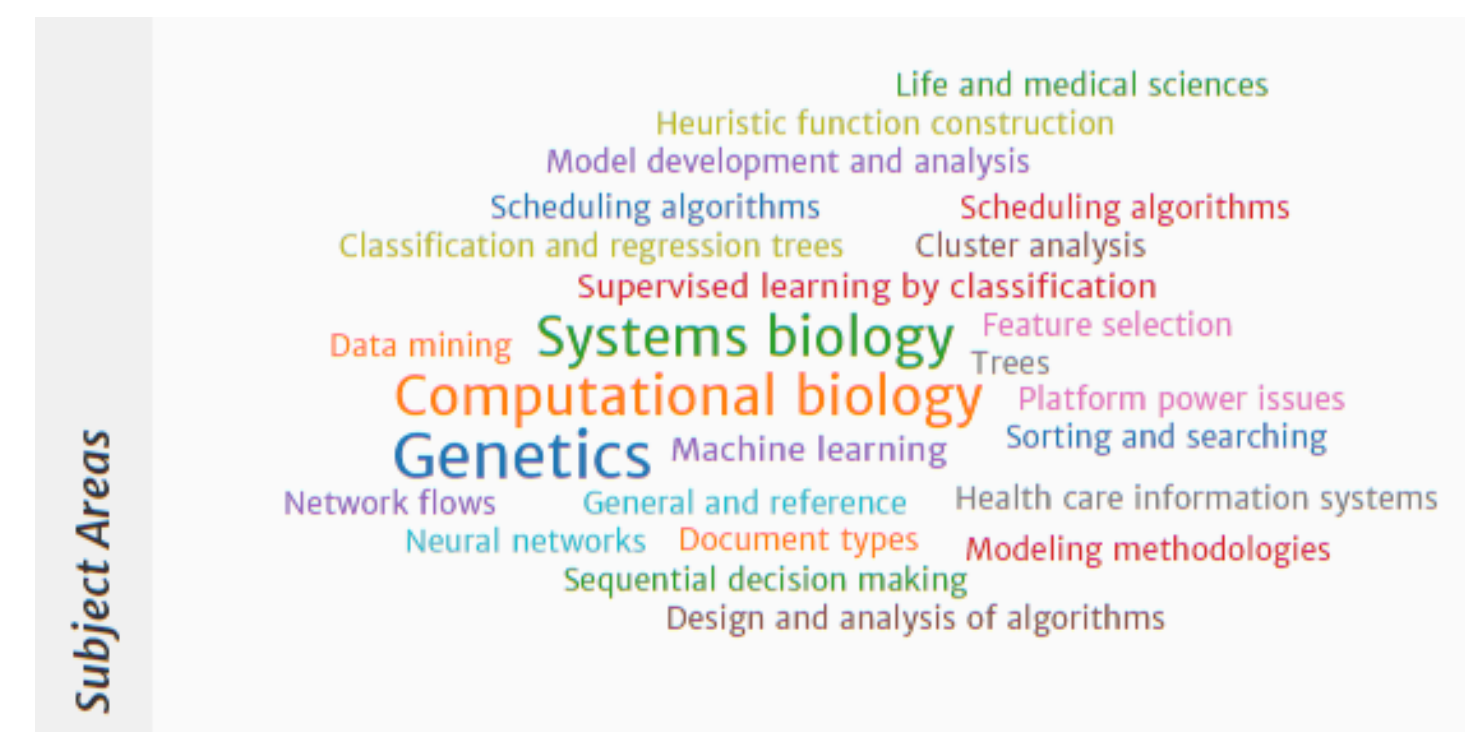 Subject Areas
Life and medical sciences
Heuristic function construction
Model development and analysis
Scheduling algorithms
Scheduling algorithms
Classification and regression trees
Cluster analysis
Supervised learning by classification
Data mining
Systems biology
Feature selection
Trees
Computational biology
Platform power issues
Genetics
Machine learning
Sorting and searching
Network flows
General and reference
Health care information systems
Neural networks
Document types
Modeling methodologies
Sequential decision making
Design and analysis of algorithms